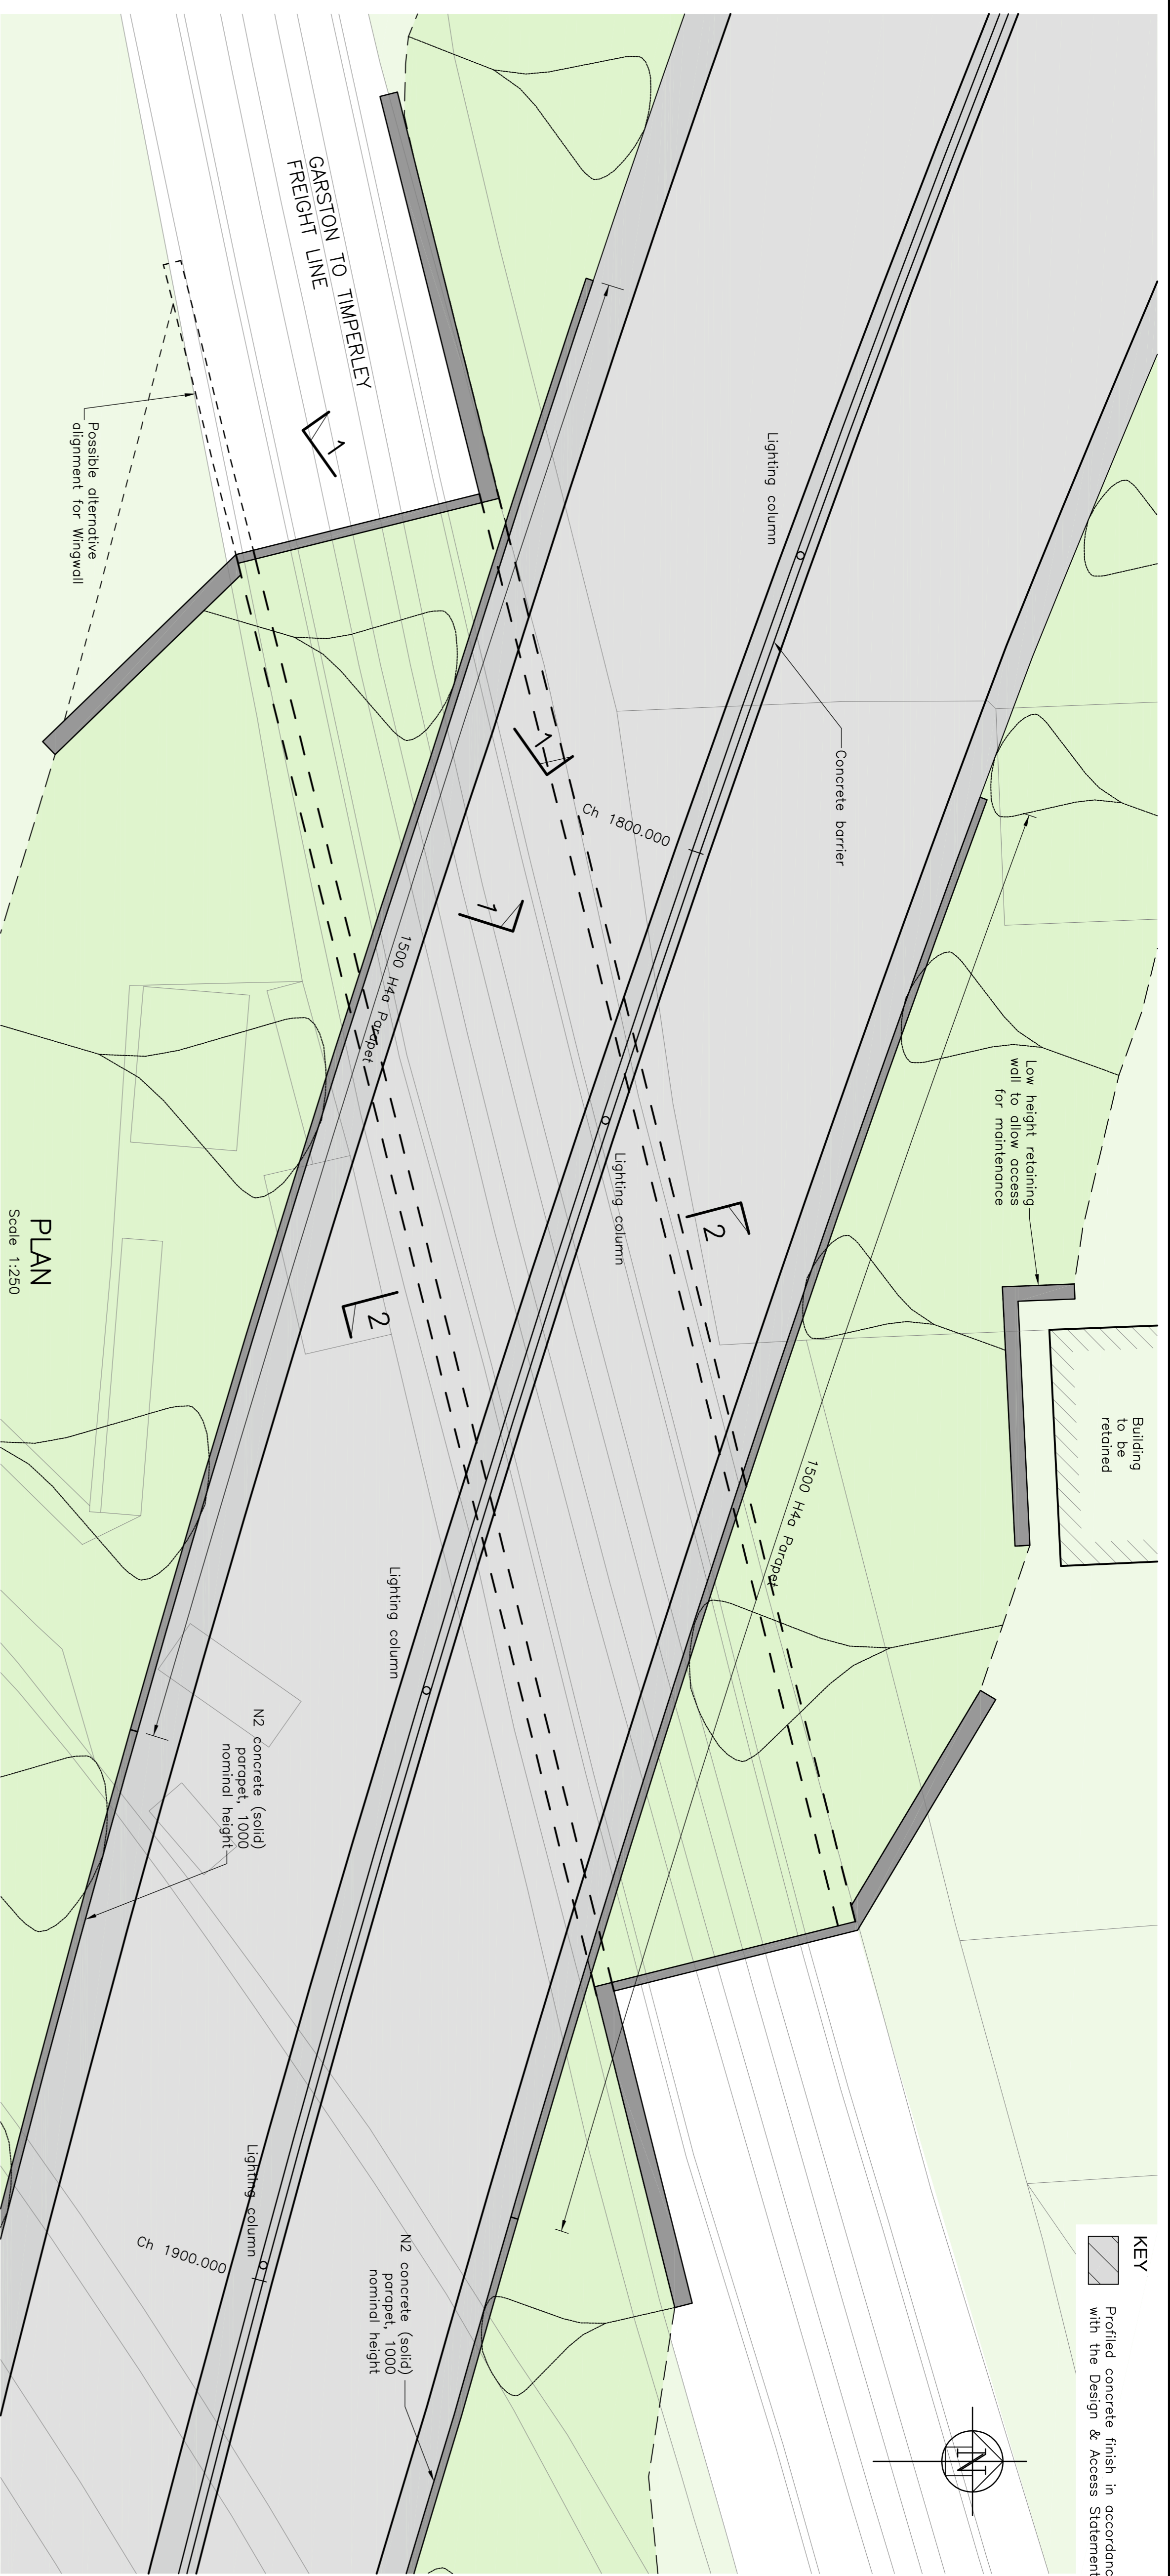 KEY
Profiled concrete finish in accordanc
with the Design & Access Statement
N
Building
to be
retained
Low height retaining
wall to allow access
for maintenance
Concrete barrier
Lighting column
1500 H4a Parapet
Ch 1800.000
Lighting column
2
1
1
1
2
GARSTON TO TIMPERLEY
FREIGHT LINE
1500 H4a Parapet
Lighting column
N2 concrete (solid)
parapet, 1000
nominal height
N2 concrete (solid)
parapet, 1000
nominal height
Lighting column
Ch 1900.000
Possible alternative
alignment for Wingwall
PLAN
Scale 1:250